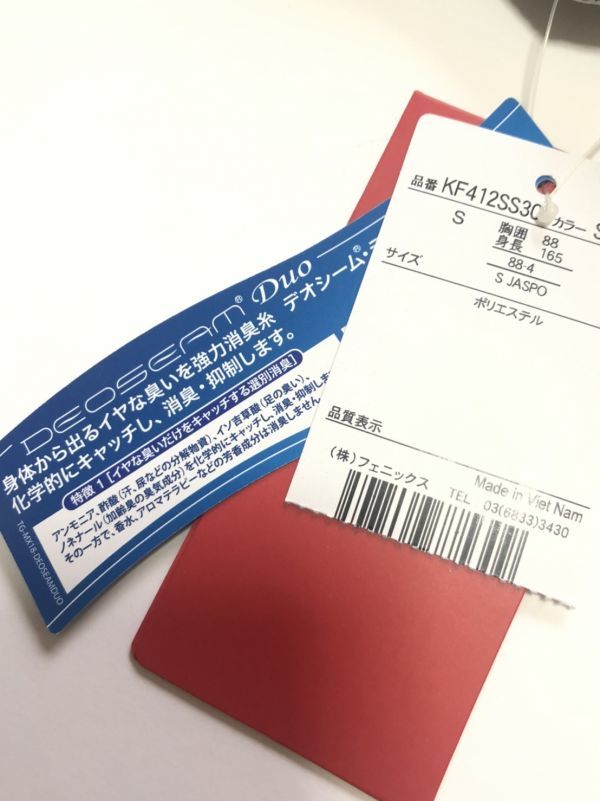 DEOSEAM® Duo デオシーム®・デ
身体から出るイヤな臭いを強力消臭糸
化学的にキャッチし、消臭・抑制します。
特徴1[イヤな臭いだけをキャッチする選別消臭]
アンモニア、酢酸(汗、尿などの分解物資)、イソ吉草酸(足の臭い)、
ノネナール(加齢臭の臭気成分)を化学的にキャッチし、消臭・抑制しま
その一方で、香水、アロマテラピーなどの芳香成分は消臭しません。
TG-MX18-DEOSEAMDUO
品番 KF412SS30 カラー S
S 胸囲 88
身長 165
サイズ 88-4
S JASPO
ポリエステル
品質表示
(株)フェニックス Made in Viet Nam
TEL 03(6833)3430